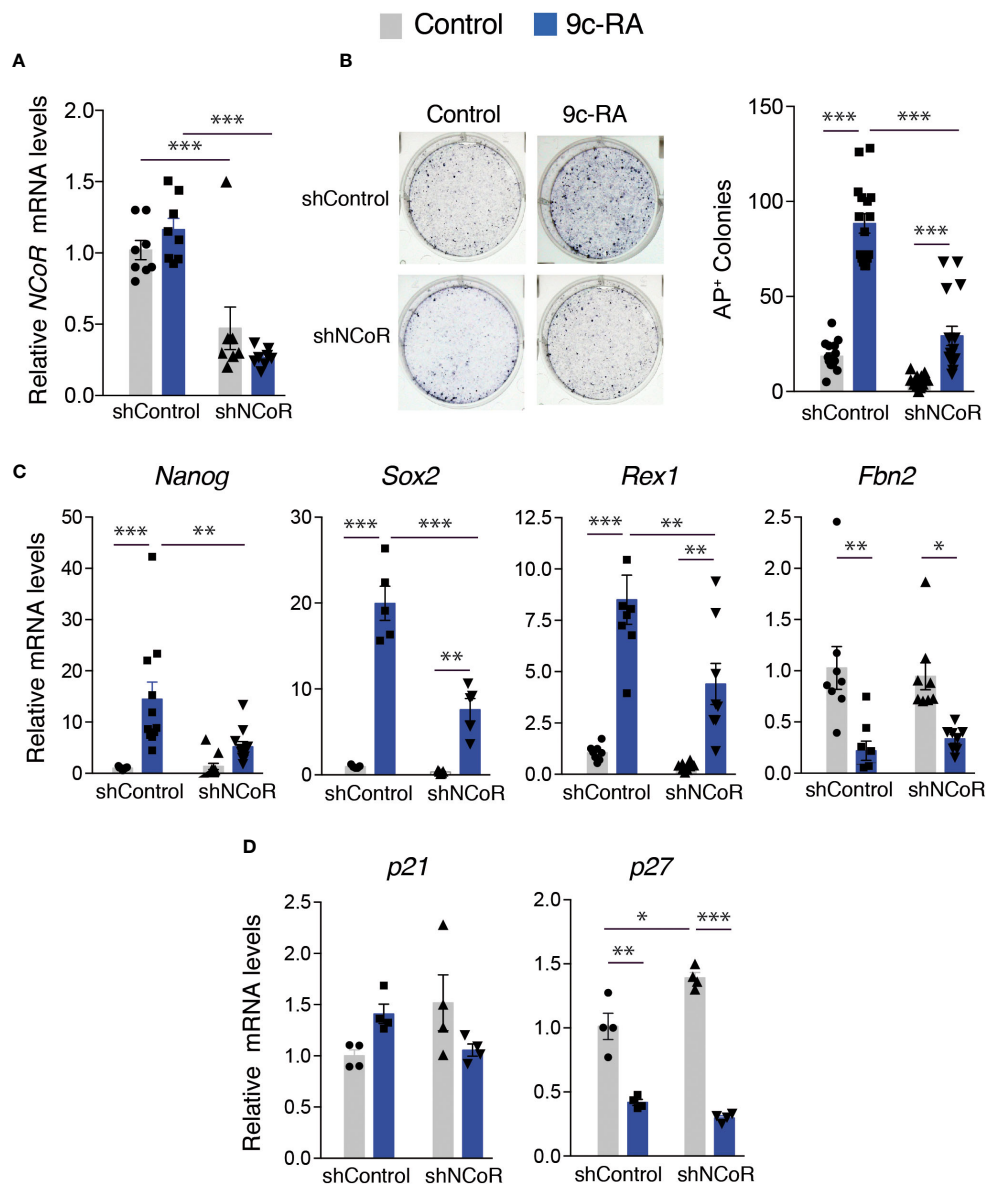 Control 9c-RA
A
Relative NCoR mRNA levels
2.0
1.5
1.0
0.5
0.0
***
***
shControl shNCoR
B
Control 9c-RA
shControl
shNCoR
AP+ Colonies
150
100
50
0
*** ***
***
shControl shNCoR
C
Relative mRNA levels
Nanog
50
40
30
20
10
0
*** **
shControl shNCoR
Sox2
30
20
10
0
*** ***
**
shControl shNCoR
Rex1
10.0
7.5
5.0
2.5
0.0
*** **
**
shControl shNCoR
Fbn2
2.5
2.0
1.5
1.0
0.5
0.0
** *
shControl shNCoR
D
Relative mRNA levels
p21
2.5
2.0
1.5
1.0
0.5
0.0
shControl shNCoR
p27
2.0
1.5
1.0
0.5
0.0
* ***
**
shControl shNCoR